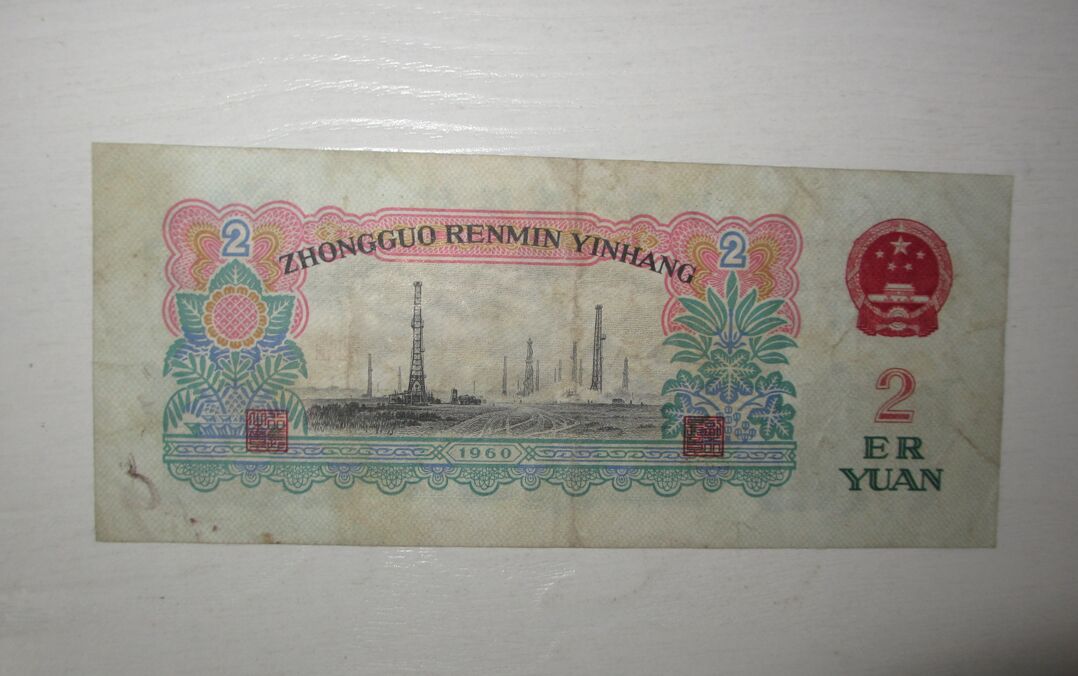 2
2
ZHONGGUO RENMIN YINHANG
1960
2
ER
YUAN